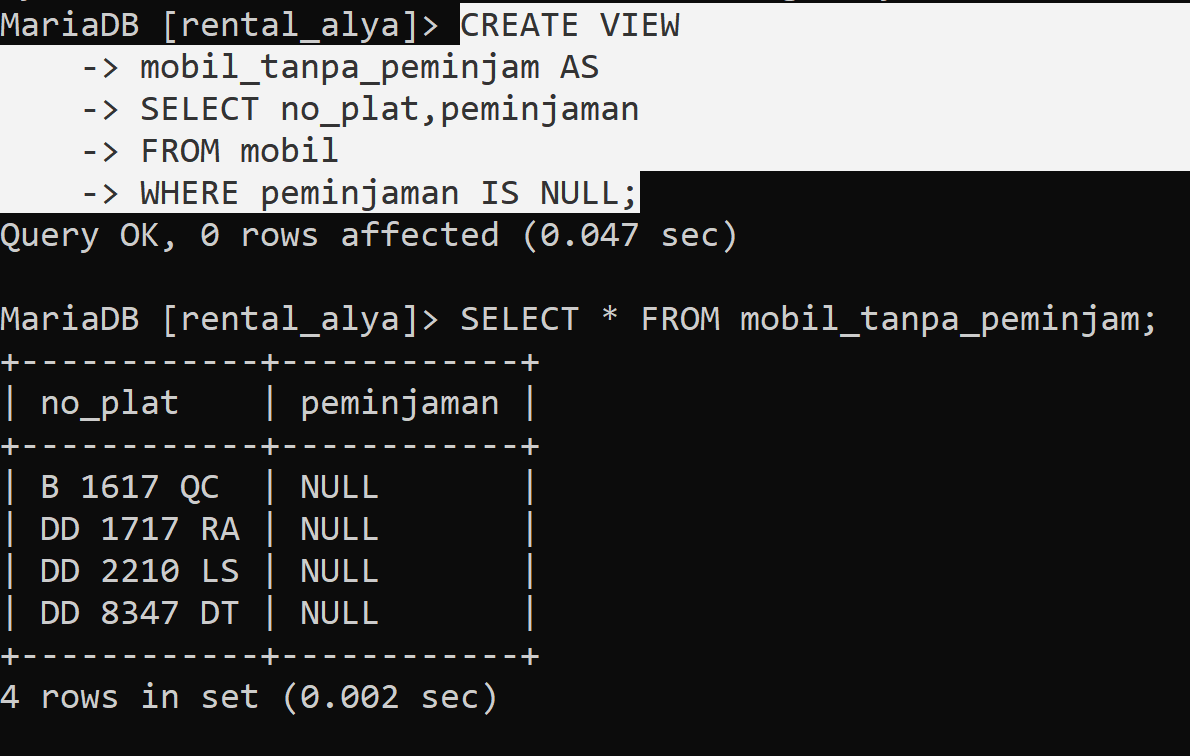 MariaDB [rental_alya]> CREATE VIEW
    -> mobil_tanpa_peminjam AS
    -> SELECT no_plat,peminjaman
    -> FROM mobil
    -> WHERE peminjaman IS NULL;
Query OK, 0 rows affected (0.047 sec)

MariaDB [rental_alya]> SELECT * FROM mobil_tanpa_peminjam;
+------------+------------+
| no_plat    | peminjaman |
+------------+------------+
| B 1617 QC  | NULL       |
| DD 1717 RA | NULL       |
| DD 2210 LS | NULL       |
| DD 8347 DT | NULL       |
+------------+------------+
4 rows in set (0.002 sec)